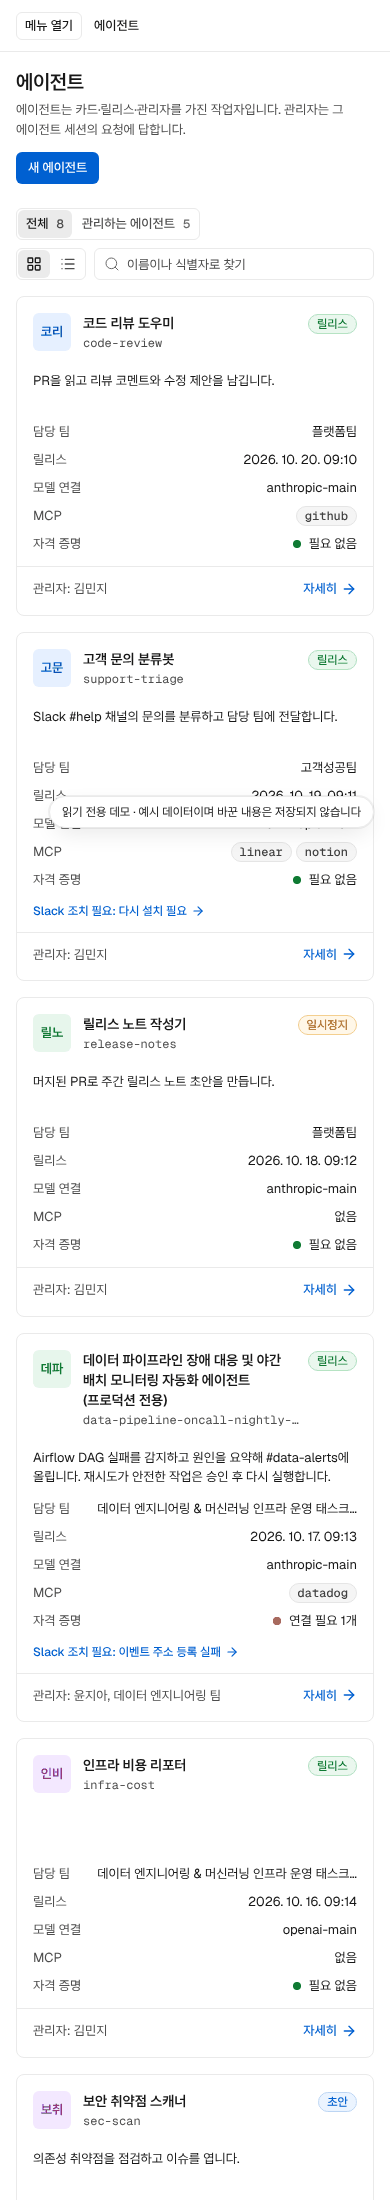 메뉴 열기 에이전트
에이전트
에이전트는 카드·릴리스·관리자를 가진 작업자입니다. 관리자는 그
에이전트 세션의 요청에 답합니다.
새 에이전트
전체 8 관리하는 에이전트 5
이름이나 식별자로 찾기
코리 코드 리뷰 도우미 릴리스
code-review
PR을 읽고 리뷰 코멘트와 수정 제안을 남깁니다.
담당 팀 플랫폼팀
릴리스 2026. 10. 20. 09:10
모델 연결 anthropic-main
MCP github
자격 증명 필요 없음
관리자: 김민지 자세히
고문 고객 문의 분류봇 릴리스
support-triage
Slack #help 채널의 문의를 분류하고 담당 팀에 전달합니다.
담당 팀 고객성공팀
릴리스 2026. 10. 19. 09:11
읽기 전용 데모 · 예시 데이터이며 바꾼 내용은 저장되지 않습니다
모델
MCP linear notion
자격 증명 필요 없음
Slack 조치 필요: 다시 설치 필요
관리자: 김민지 자세히
릴노 릴리스 노트 작성기 일시정지
release-notes
머지된 PR로 주간 릴리스 노트 초안을 만듭니다.
담당 팀 플랫폼팀
릴리스 2026. 10. 18. 09:12
모델 연결 anthropic-main
MCP 없음
자격 증명 필요 없음
관리자: 김민지 자세히
데파 데이터 파이프라인 장애 대응 및 야간 릴리스
배치 모니터링 자동화 에이전트
(프로덕션 전용)
data-pipeline-oncall-nightly-…
Airflow DAG 실패를 감지하고 원인을 요약해 #data-alerts에
올립니다. 재시도가 안전한 작업은 승인 후 다시 실행합니다.
담당 팀 데이터 엔지니어링 & 머신러닝 인프라 운영 태스크…
릴리스 2026. 10. 17. 09:13
모델 연결 anthropic-main
MCP datadog
자격 증명 연결 필요 1개
Slack 조치 필요: 이벤트 주소 등록 실패
관리자: 윤지아, 데이터 엔지니어링 팀 자세히
인비 인프라 비용 리포터 릴리스
infra-cost
담당 팀 데이터 엔지니어링 & 머신러닝 인프라 운영 태스크…
릴리스 2026. 10. 16. 09:14
모델 연결 openai-main
MCP 없음
자격 증명 필요 없음
관리자: 김민지 자세히
보취 보안 취약점 스캐너 초안
sec-scan
의존성 취약점을 점검하고 이슈를 엽니다.